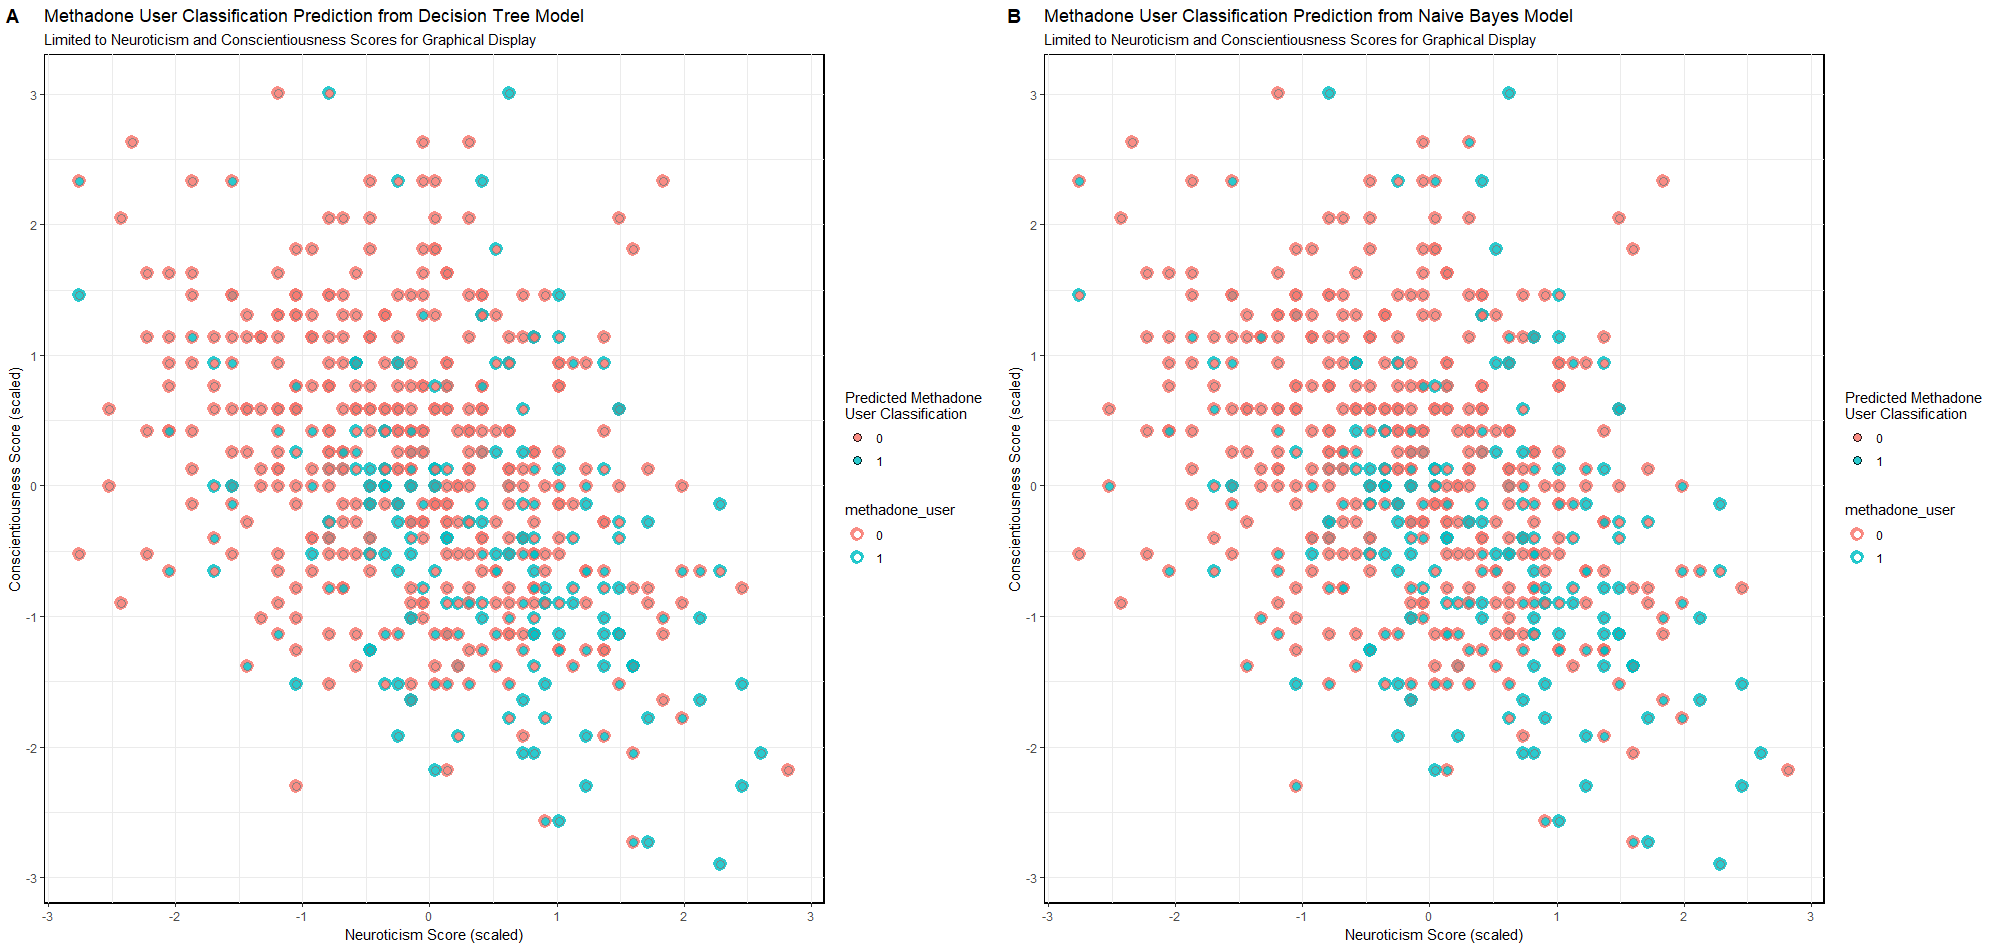 A Methadone User Classification Prediction from Decision Tree Model
Limited to Neuroticism and Conscientiousness Scores for Graphical Display
Conscientiousness Score (scaled)
3
2
1
0
-1
-2
-3
-3 -2 -1 0 1 2 3
Neuroticism Score (scaled)
Predicted Methadone
User Classification
0
1
methadone_user
0
1
B Methadone User Classification Prediction from Naive Bayes Model
Limited to Neuroticism and Conscientiousness Scores for Graphical Display
Conscientiousness Score (scaled)
3
2
1
0
-1
-2
-3
-3 -2 -1 0 1 2 3
Neuroticism Score (scaled)
Predicted Methadone
User Classification
0
1
methadone_user
0
1